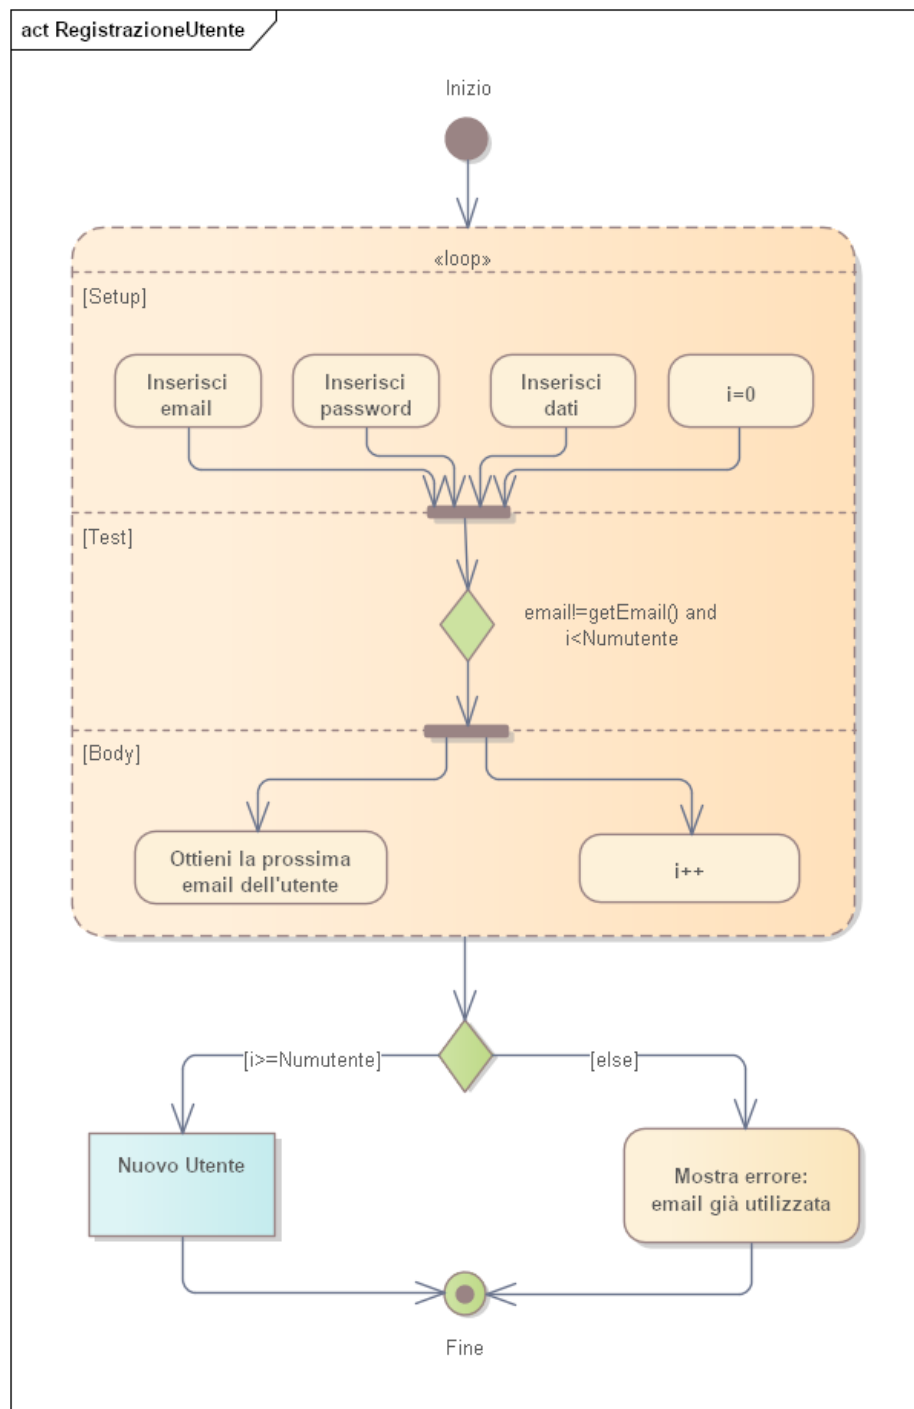 act RegistrazioneUtente
Inizio
«loop»
[Setup]
Inserisci
email
Inserisci
password
Inserisci
dati
i=0
[Test]
email!=getEmail() and
i<Numutente
[Body]
Ottieni la prossima
email dell'utente
i++
[i>=Numutente]
[else]
Nuovo Utente
Mostra errore:
email già utilizzata
Fine